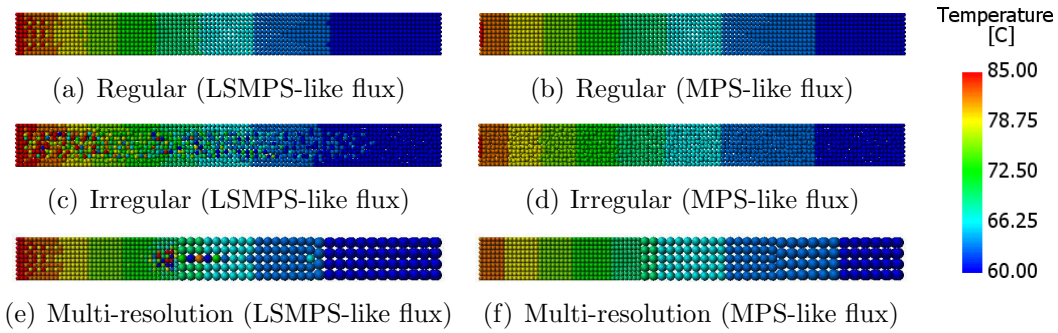 Temperature
[C]
85.00
78.75
72.50
66.25
60.00
(a) Regular (LSMPS-like flux)
(b) Regular (MPS-like flux)
(c) Irregular (LSMPS-like flux)
(d) Irregular (MPS-like flux)
(e) Multi-resolution (LSMPS-like flux)
(f) Multi-resolution (MPS-like flux)